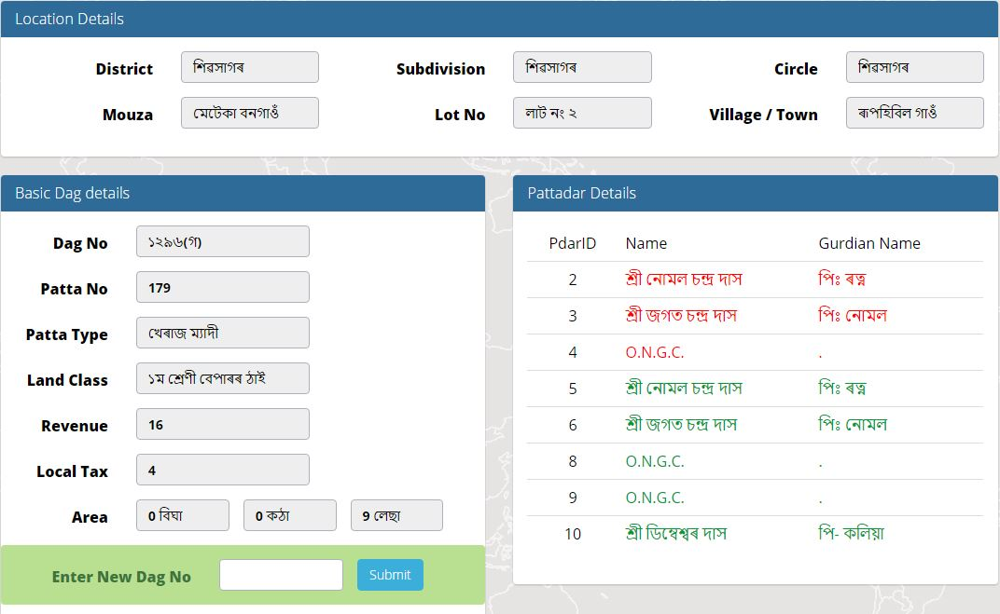 Location Details
District শিৱসাগৰ Subdivision শিৱসাগৰ Circle শিৱসাগৰ
Mouza মেটেকা বনগাওঁ Lot No লাট নং ২ Village / Town ৰূপহিবিল গাওঁ
Basic Dag details
Dag No ১২৯৬(গ)
Patta No 179
Patta Type খেৰাজ ম্যাদী
Land Class ১ম শ্ৰেণী বেপাৰৰ ঠাই
Revenue 16
Local Tax 4
Area 0 বিঘা 0 কঠা 9 লেছা
Enter New Dag No Submit
Pattadar Details
PdarID Name Gurdian Name
2 শ্ৰী নোমল চন্দ্ৰ দাস পিঃ ৰত্ন
3 শ্ৰী জগত চন্দ্ৰ দাস পিঃ নোমল
4 O.N.G.C. .
5 শ্ৰী নোমল চন্দ্ৰ দাস পিঃ ৰত্ন
6 শ্ৰী জগত চন্দ্ৰ দাস পিঃ নোমল
8 O.N.G.C. .
9 O.N.G.C. .
10 শ্ৰী ডিম্বেশ্বৰ দাস পি- কলিয়া